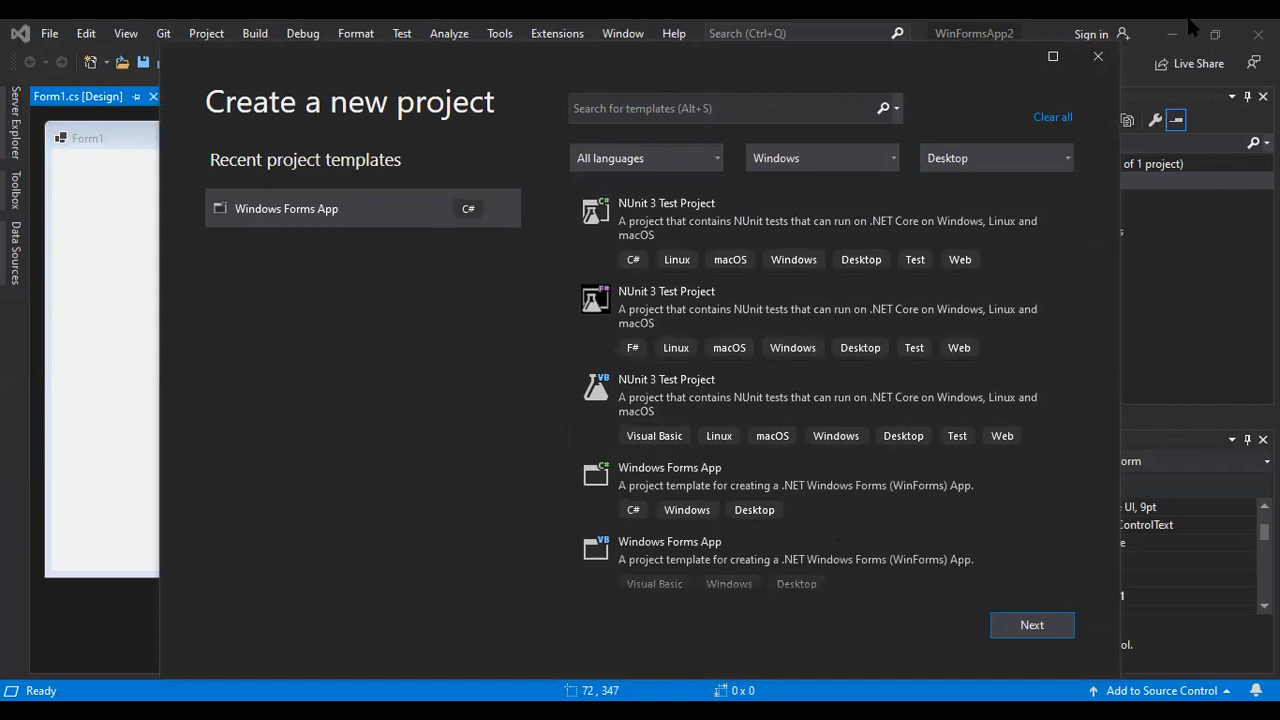 File Edit View Git Project Build Debug Format Test Analyze Tools Extensions Window Help Search (Ctrl+Q) WinFormsApp2 Sign in
Live Share
Form1.cs [Design]
Server Explorer
Toolbox
Data Sources
Form1
Create a new project
Recent project templates
Windows Forms App C#
Search for templates (Alt+S)
Clear all
All languages Windows Desktop
C#
NUnit 3 Test Project
A project that contains NUnit tests that can run on .NET Core on Windows, Linux and
macOS
C# Linux macOS Windows Desktop Test Web
F#
NUnit 3 Test Project
A project that contains NUnit tests that can run on .NET Core on Windows, Linux and
macOS
F# Linux macOS Windows Desktop Test Web
VB
NUnit 3 Test Project
A project that contains NUnit tests that can run on .NET Core on Windows, Linux and
macOS
Visual Basic Linux macOS Windows Desktop Test Web
C#
Windows Forms App
A project template for creating a .NET Windows Forms (WinForms) App.
C# Windows Desktop
VB
Windows Forms App
A project template for creating a .NET Windows Forms (WinForms) App.
Visual Basic Windows Desktop
Next
of 1 project)
s
orm
UI, 9pt
ControlText
e
1
ol.
Ready 72 , 347 0 x 0 Add to Source Control